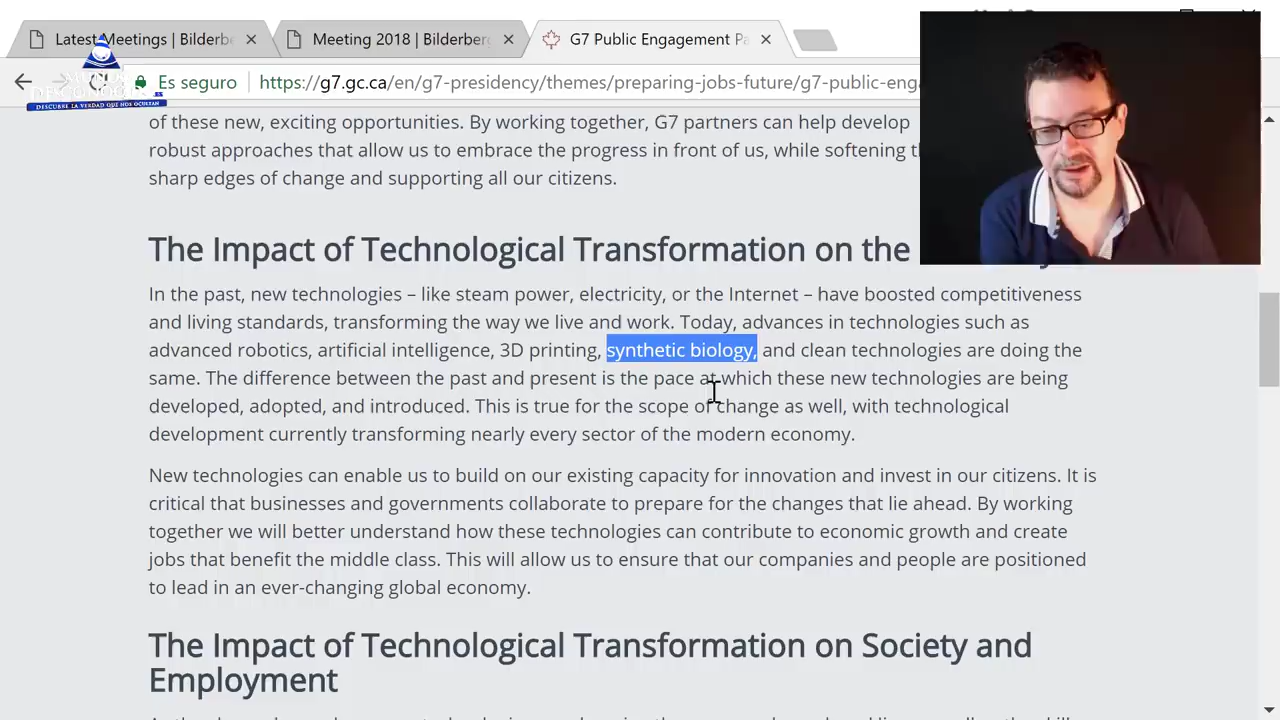 Latest Meetings | Bilderbe
Meeting 2018 | Bilderberg
G7 Public Engagement Pa
Es seguro
https://g7.gc.ca/en/g7-presidency/themes/preparing-jobs-future/g7-public-eng
DESCUBRE LA VERDAD QUE NOS OCULTAN
of these new, exciting opportunities. By working together, G7 partners can help develop
robust approaches that allow us to embrace the progress in front of us, while softening
sharp edges of change and supporting all our citizens.
The Impact of Technological Transformation on the
In the past, new technologies – like steam power, electricity, or the Internet – have boosted competitiveness
and living standards, transforming the way we live and work. Today, advances in technologies such as
advanced robotics, artificial intelligence, 3D printing, synthetic biology, and clean technologies are doing the
same. The difference between the past and present is the pace at which these new technologies are being
developed, adopted, and introduced. This is true for the scope of change as well, with technological
development currently transforming nearly every sector of the modern economy.
New technologies can enable us to build on our existing capacity for innovation and invest in our citizens. It is
critical that businesses and governments collaborate to prepare for the changes that lie ahead. By working
together we will better understand how these technologies can contribute to economic growth and create
jobs that benefit the middle class. This will allow us to ensure that our companies and people are positioned
to lead in an ever-changing global economy.
The Impact of Technological Transformation on Society and
Employment